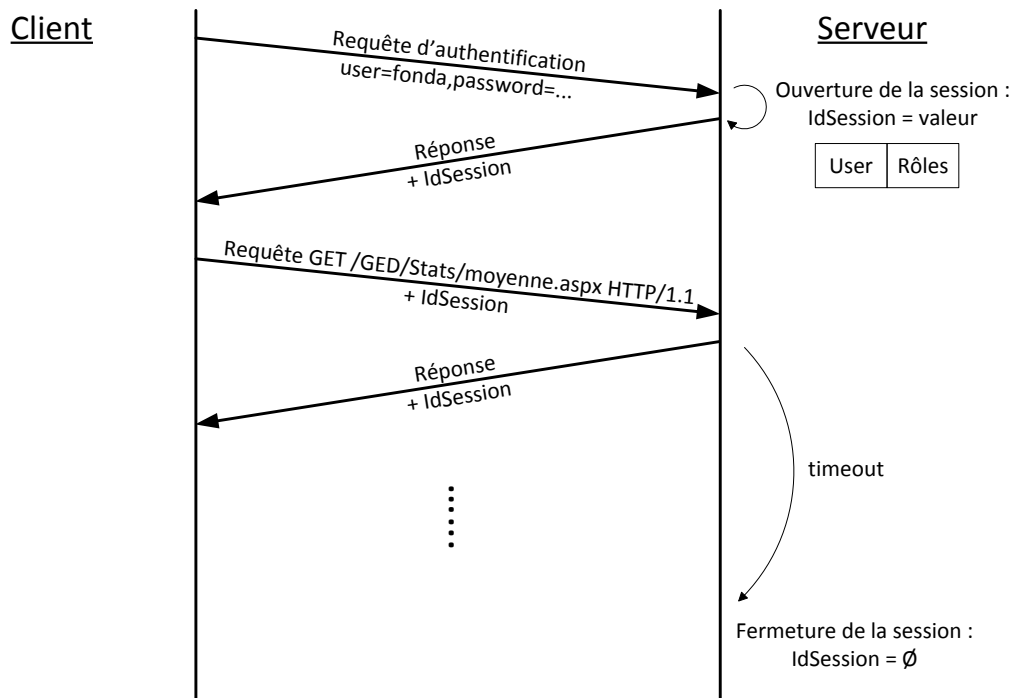 Client
Serveur
Requête d’authentification
user=fonda,password=...
Ouverture de la session :
IdSession = valeur
User
Rôles
Réponse
+ IdSession
Requête GET /GED/Stats/moyenne.aspx HTTP/1.1
+ IdSession
Réponse
+ IdSession
timeout
Fermeture de la session :
IdSession = Ø